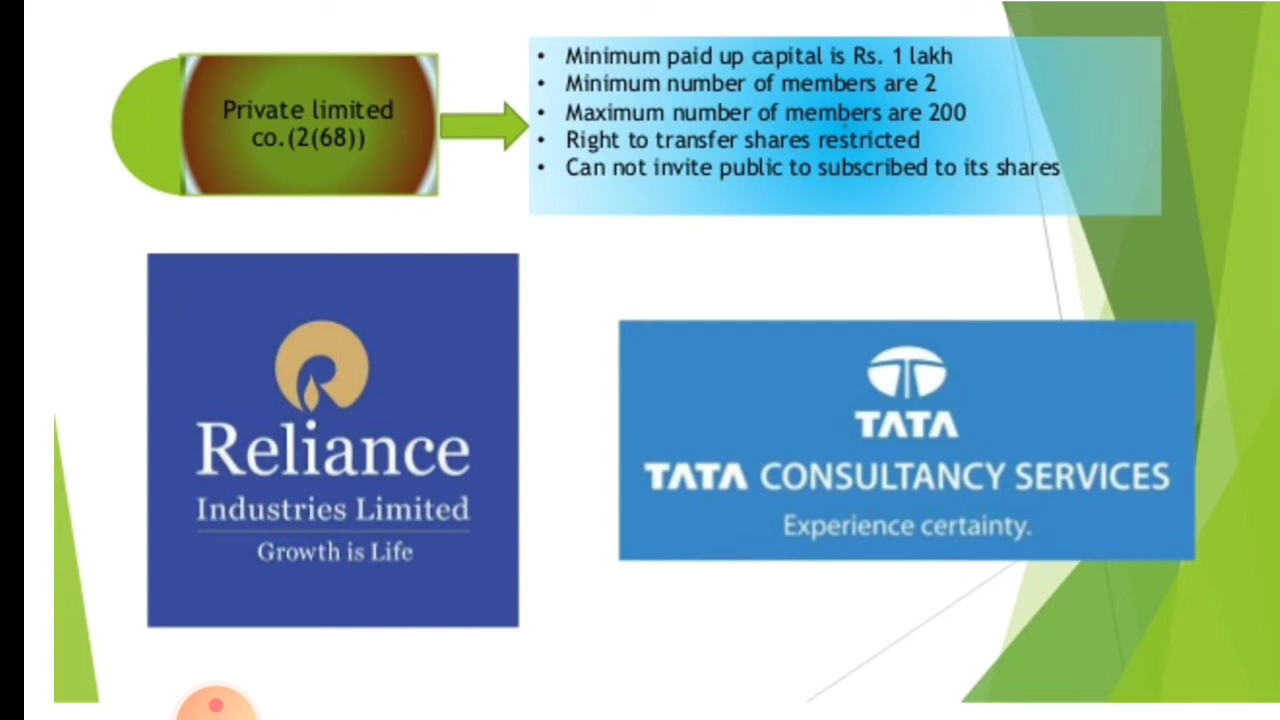 Private limited
co.(2(68))
• Minimum paid up capital is Rs. 1 lakh
• Minimum number of members are 2
• Maximum number of members are 200
• Right to transfer shares restricted
• Can not invite public to subscribed to its shares
Reliance
Industries Limited
Growth is Life
TATA
TATA CONSULTANCY SERVICES
Experience certainty.